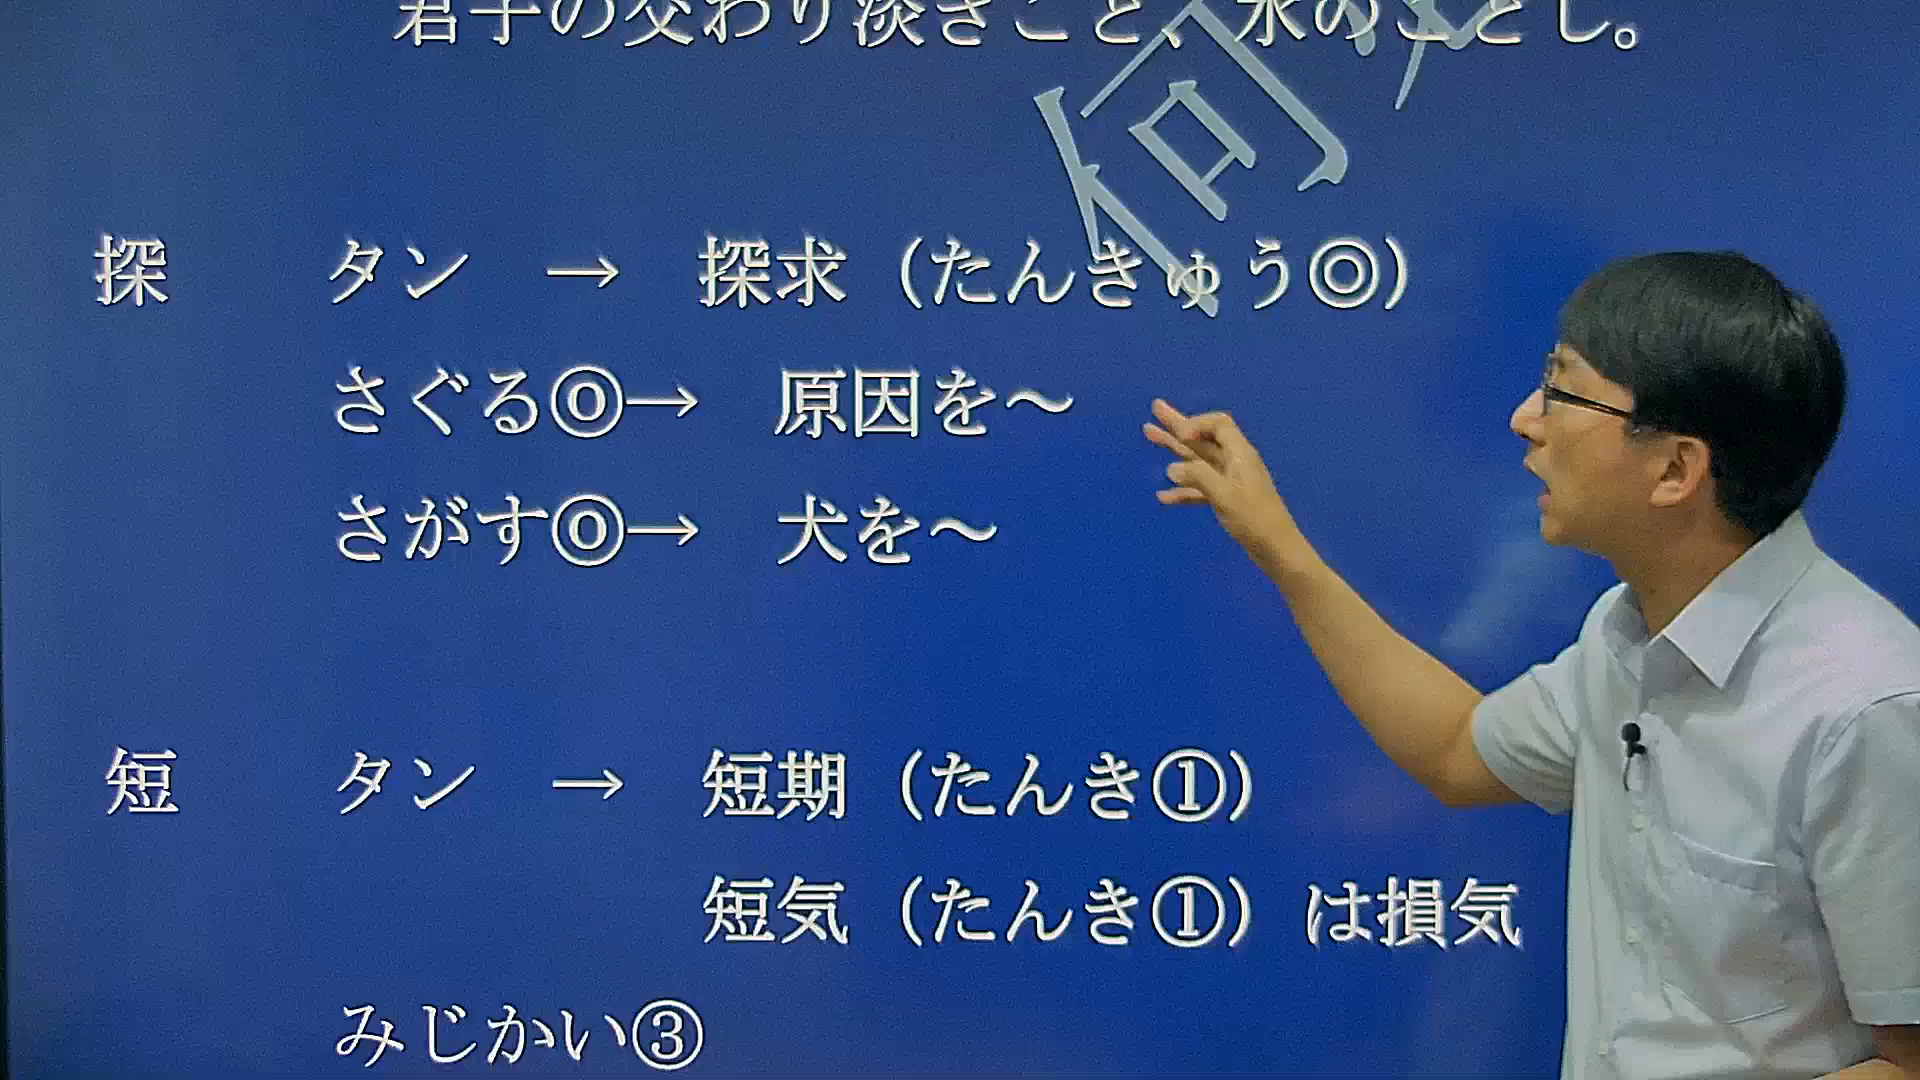 君子の交わり淡きこと、水のごとし。
探　タン　→　探求（たんきゅう◎）
さぐる⓪→　原因を～
さがす⓪→　犬を～
短　タン　→　短期（たんき①）
短気（たんき①）は損気
みじかい③
何